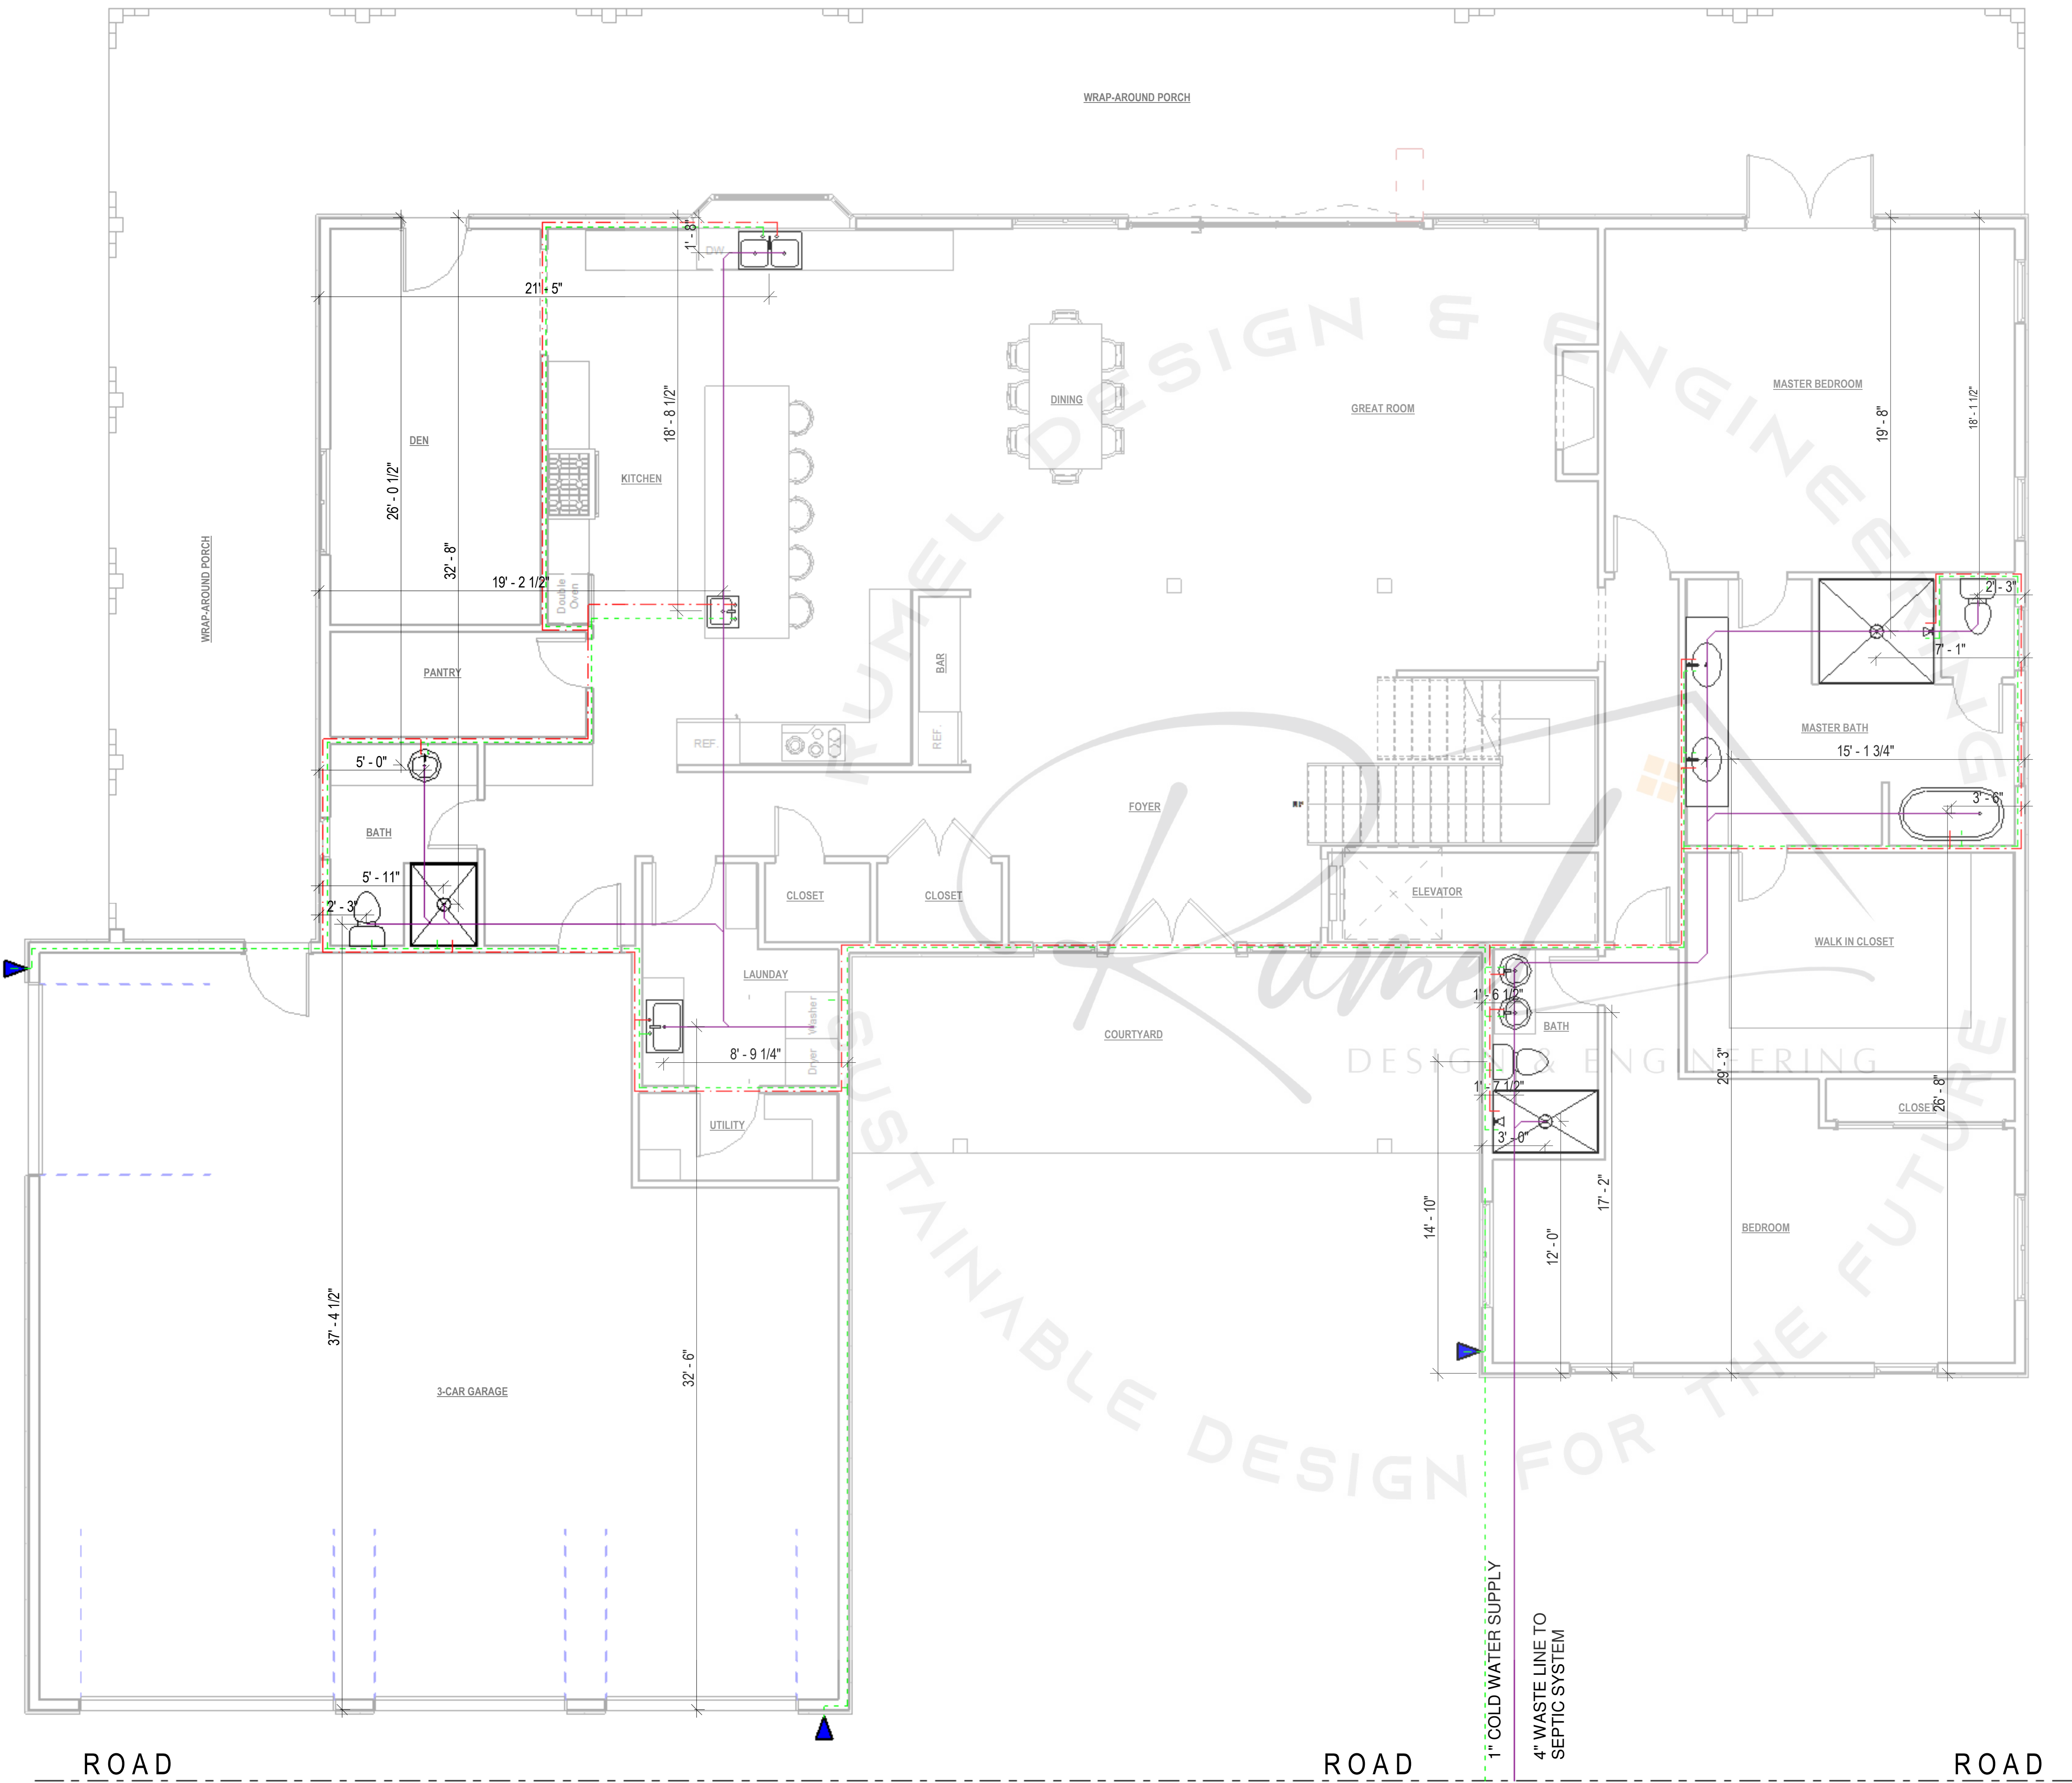 WRAP-AROUND PORCH
1' - 8"
DW
21' - 5"
RUMEL DESIGN & ENGINEERING
MASTER BEDROOM
DINING
GREAT ROOM
18' - 8 1/2"
19' - 8"
18' - 1 1/2"
DEN
KITCHEN
26' - 0 1/2"
32' - 8"
19' - 2 1/2"
Double
Oven
WRAP-AROUND PORCH
2' - 3"
7' - 1"
PANTRY
BAR
REF.
REF.
MASTER BATH
15' - 1 3/4"
5' - 0"
3' - 6"
FOYER
BATH
5' - 11"
2' - 3"
CLOSET
CLOSET
ELEVATOR
Rumel
DESIGN & ENGINEERING
WALK IN CLOSET
LAUNDAY
Washer
Dryer
8' - 9 1/4"
COURTYARD
1' - 6 1/2"
BATH
1' - 7 1/2"
3' - 0"
29' - 3"
26' - 8"
CLOSET
UTILITY
SUSTAINABLE DESIGN FOR THE FUTURE
14' - 10"
17' - 2"
12' - 0"
BEDROOM
37' - 4 1/2"
32' - 6"
3-CAR GARAGE
1" COLD WATER SUPPLY
4" WASTE LINE TO
SEPTIC SYSTEM
ROAD
ROAD
ROAD